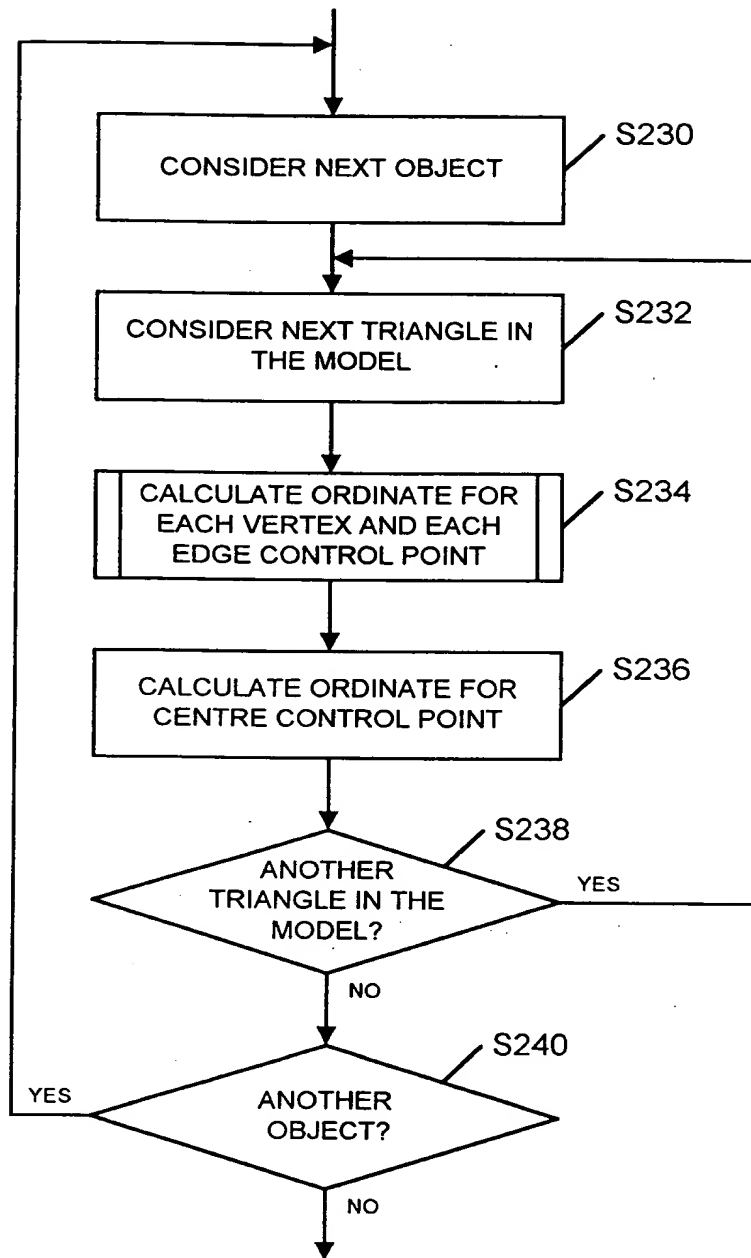 CONSIDER NEXT OBJECT
S230
CONSIDER NEXT TRIANGLE IN
THE MODEL
S232
CALCULATE ORDINATE FOR
EACH VERTEX AND EACH
EDGE CONTROL POINT
S234
CALCULATE ORDINATE FOR
CENTRE CONTROL POINT
S236
S238
ANOTHER
TRIANGLE IN THE
MODEL?
YES
NO
S240
YES
ANOTHER
OBJECT?
NO